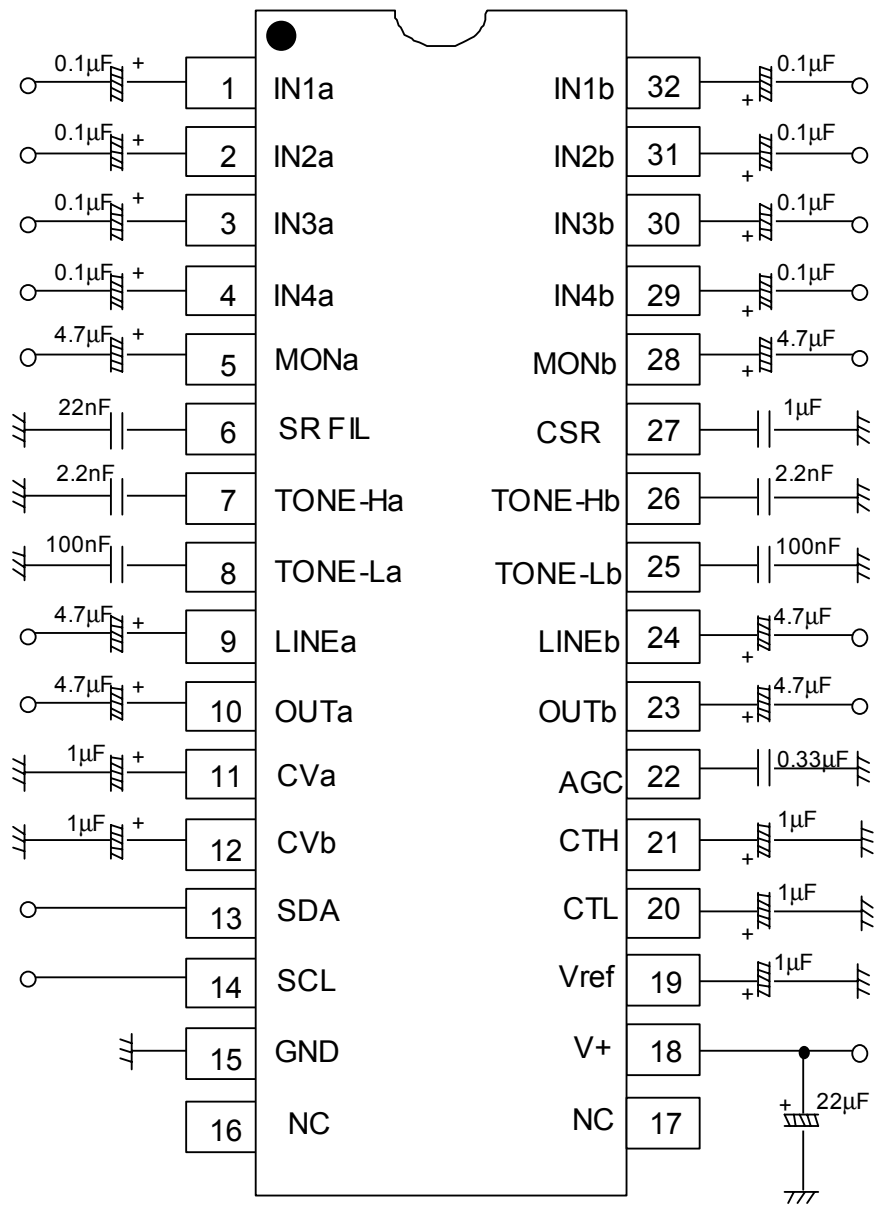 0.1µF + 1 IN1a IN1b 32 + 0.1µF
0.1µF + 2 IN2a IN2b 31 + 0.1µF
0.1µF + 3 IN3a IN3b 30 + 0.1µF
0.1µF + 4 IN4a IN4b 29 + 0.1µF
4.7µF + 5 MONa MONb 28 + 4.7µF
22nF 6 SR FIL CSR 27 1µF
2.2nF 7 TONE-Ha TONE-Hb 26 2.2nF
100nF 8 TONE-La TONE-Lb 25 100nF
4.7µF + 9 LINEa LINEb 24 + 4.7µF
4.7µF + 10 OUTa OUTb 23 + 4.7µF
1µF + 11 CVa AGC 22 0.33µF
1µF + 12 CVb CTH 21 + 1µF
13 SDA CTL 20 + 1µF
14 SCL Vref 19 + 1µF
15 GND V+ 18
+ 22µF
16 NC NC 17